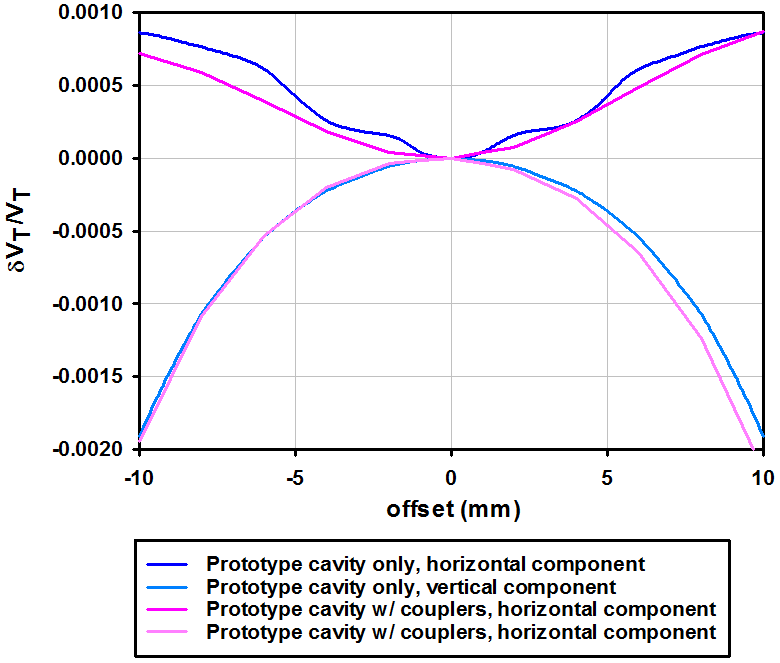 0.0010
0.0005
0.0000
-0.0005
-0.0010
-0.0015
-0.0020
δVT/VT
-10 -5 0 5 10
offset (mm)
Prototype cavity only, horizontal component
Prototype cavity only, vertical component
Prototype cavity w/ couplers, horizontal component
Prototype cavity w/ couplers, horizontal component